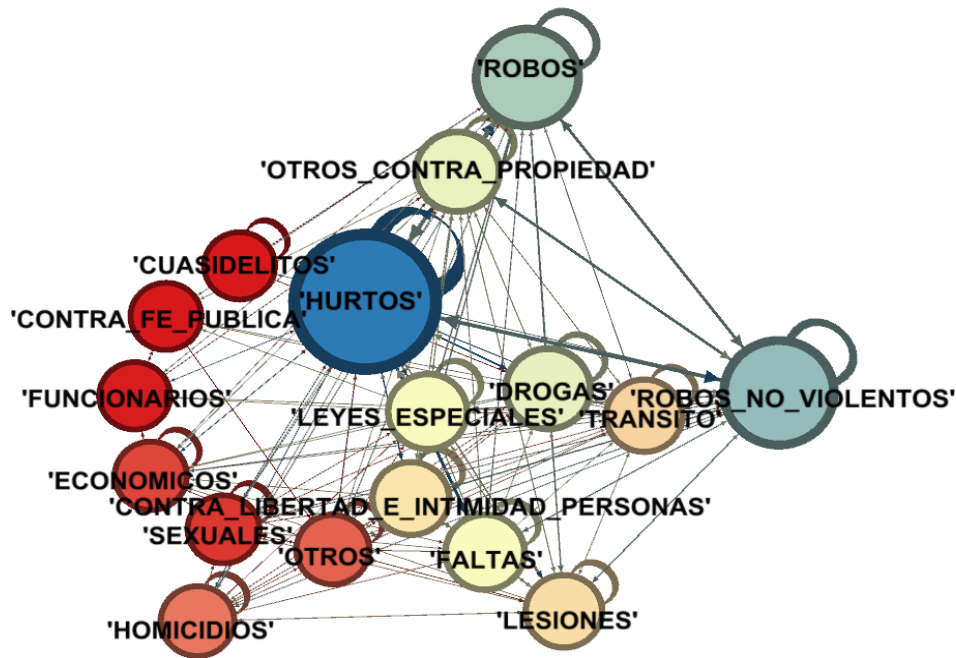 'ROBOS'
'OTROS_CONTRA_PROPIEDAD'
'CUASIDELITOS'
'HURTOS'
'CONTRA_FE_PUBLICA'
'FUNCIONARIOS'
'DROGAS'
'ROBOS_NO_VIOLENTOS'
'LEYES_ESPECIALES'
'TRANSITO'
'ECONOMICOS'
'CONTRA_LIBERTAD_E_INTIMIDAD_PERSONAS'
'SEXUALES'
'OTROS'
'FALTAS'
'HOMICIDIOS'
'LESIONES'